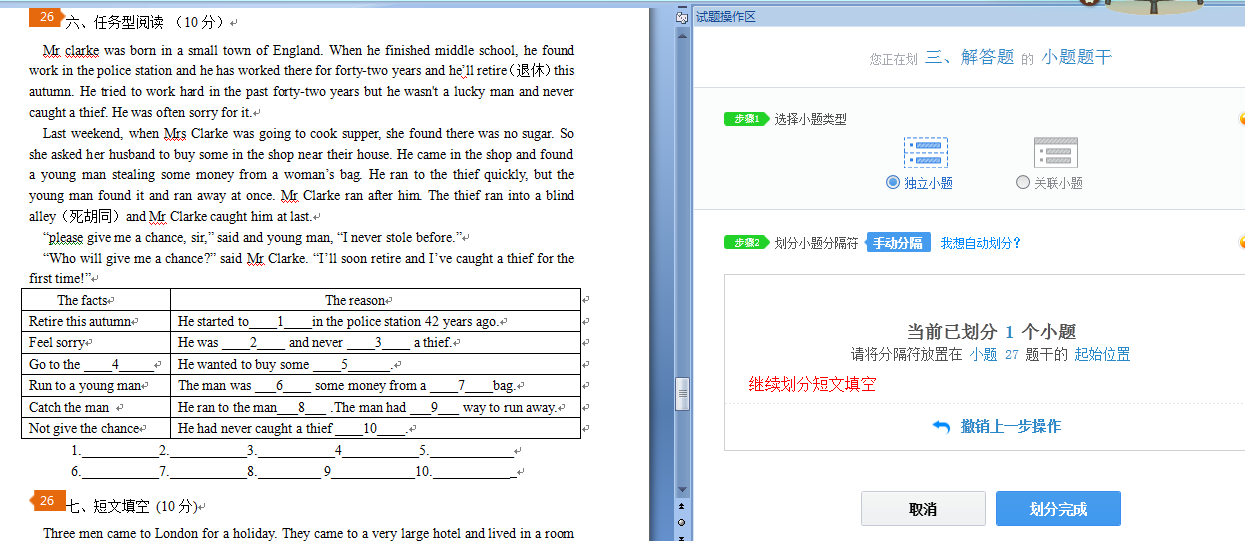 26 六、任务型阅读 （10 分）
Mr clarke was born in a small town of England. When he finished middle school, he found
work in the police station and he has worked there for forty-two years and he’ll retire（退休）this
autumn. He tried to work hard in the past forty-two years but he wasn't a lucky man and never
caught a thief. He was often sorry for it.
Last weekend, when Mrs Clarke was going to cook supper, she found there was no sugar. So
she asked her husband to buy some in the shop near their house. He came in the shop and found
a young man stealing some money from a woman’s bag. He ran to the thief quickly, but the
young man found it and ran away at once. Mr Clarke ran after him. The thief ran into a blind
alley（死胡同）and Mr Clarke caught him at last.
“please give me a chance, sir,” said and young man, “I never stole before.”
“Who will give me a chance?” said Mr Clarke. “I’ll soon retire and I’ve caught a thief for the
first time!”
The facts The reason
Retire this autumn He started to____1____in the police station 42 years ago.
Feel sorry He was ____2____ and never ____3____ a thief.
Go to the ____4_____ He wanted to buy some ____5______.
Run to a young man The man was ____6____ some money from a ____7____bag.
Catch the man He ran to the man___8___ .The man had ___9___ way to run away.
Not give the chance He had never caught a thief ____10____.
1.___________2.___________3.___________4___________5.____________
6.___________7.___________8.__________ 9____________10.___________
26 七、短文填空 (10 分)
Three men came to London for a holiday. They came to a very large hotel and lived in a room
试题操作区
您正在划 三、解答题 的 小题题干
步骤1 选择小题类型
独立小题 关联小题
步骤2 划分小题分隔符 手动分隔 我想自动划分?
当前已划分 1 个小题
请将分隔符放置在 小题 27 题干的 起始位置
继续划分短文填空
撤销上一步操作
取消 划分完成